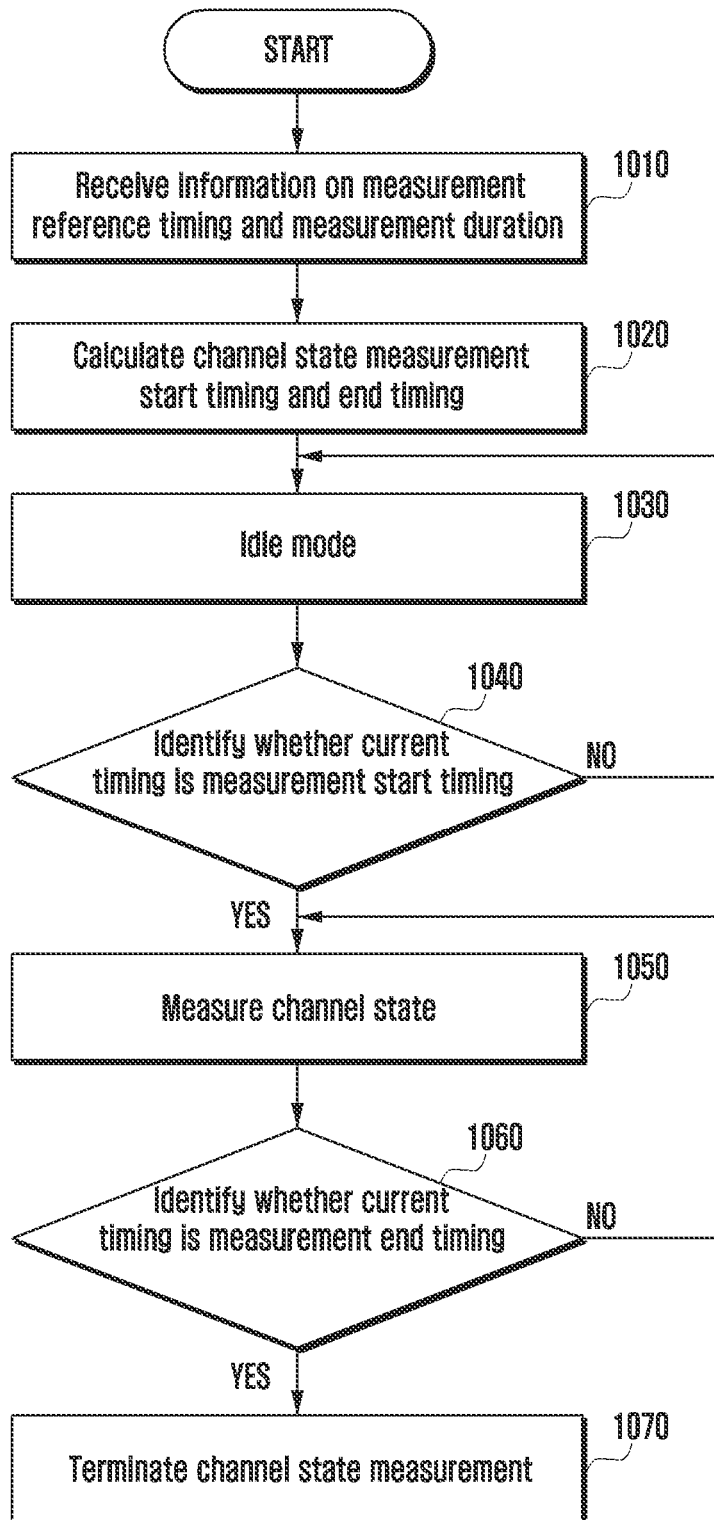 START
1010
Receive information on measurement
reference timing and measurement duration
1020
Calculate channel state measurement
start timing and end timing
1030
Idle mode
1040
Identify whether current
timing is measurement start timing
NO
YES
1050
Measure channel state
1060
Identify whether current
timing is measurement end timing
NO
YES
1070
Terminate channel state measurement